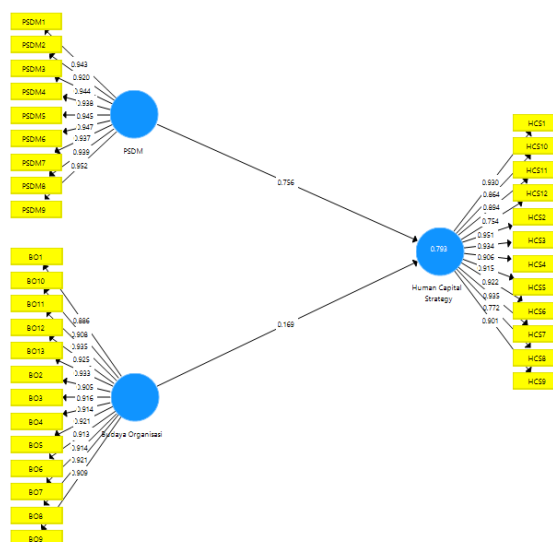 PSDM1
PSDM2
PSDM3
PSDM4
PSDM5
PSDM6
PSDM7
PSDM8
PSDM9
0.943
0.920
0.944
0.938
0.945
0.947
0.937
0.939
0.952
PSDM
0.756
BO1
BO10
BO11
BO12
BO13
BO2
BO3
BO4
BO5
BO6
BO7
BO8
BO9
0.886
0.908
0.935
0.925
0.933
0.905
0.916
0.914
0.921
0.913
0.914
0.921
0.909
Budaya Organisasi
0.169
0.793
Human Capital
Strategy
0.930
0.864
0.894
0.754
0.951
0.934
0.906
0.915
0.922
0.935
0.772
0.901
HCS1
HCS10
HCS11
HCS12
HCS2
HCS3
HCS4
HCS5
HCS6
HCS7
HCS8
HCS9